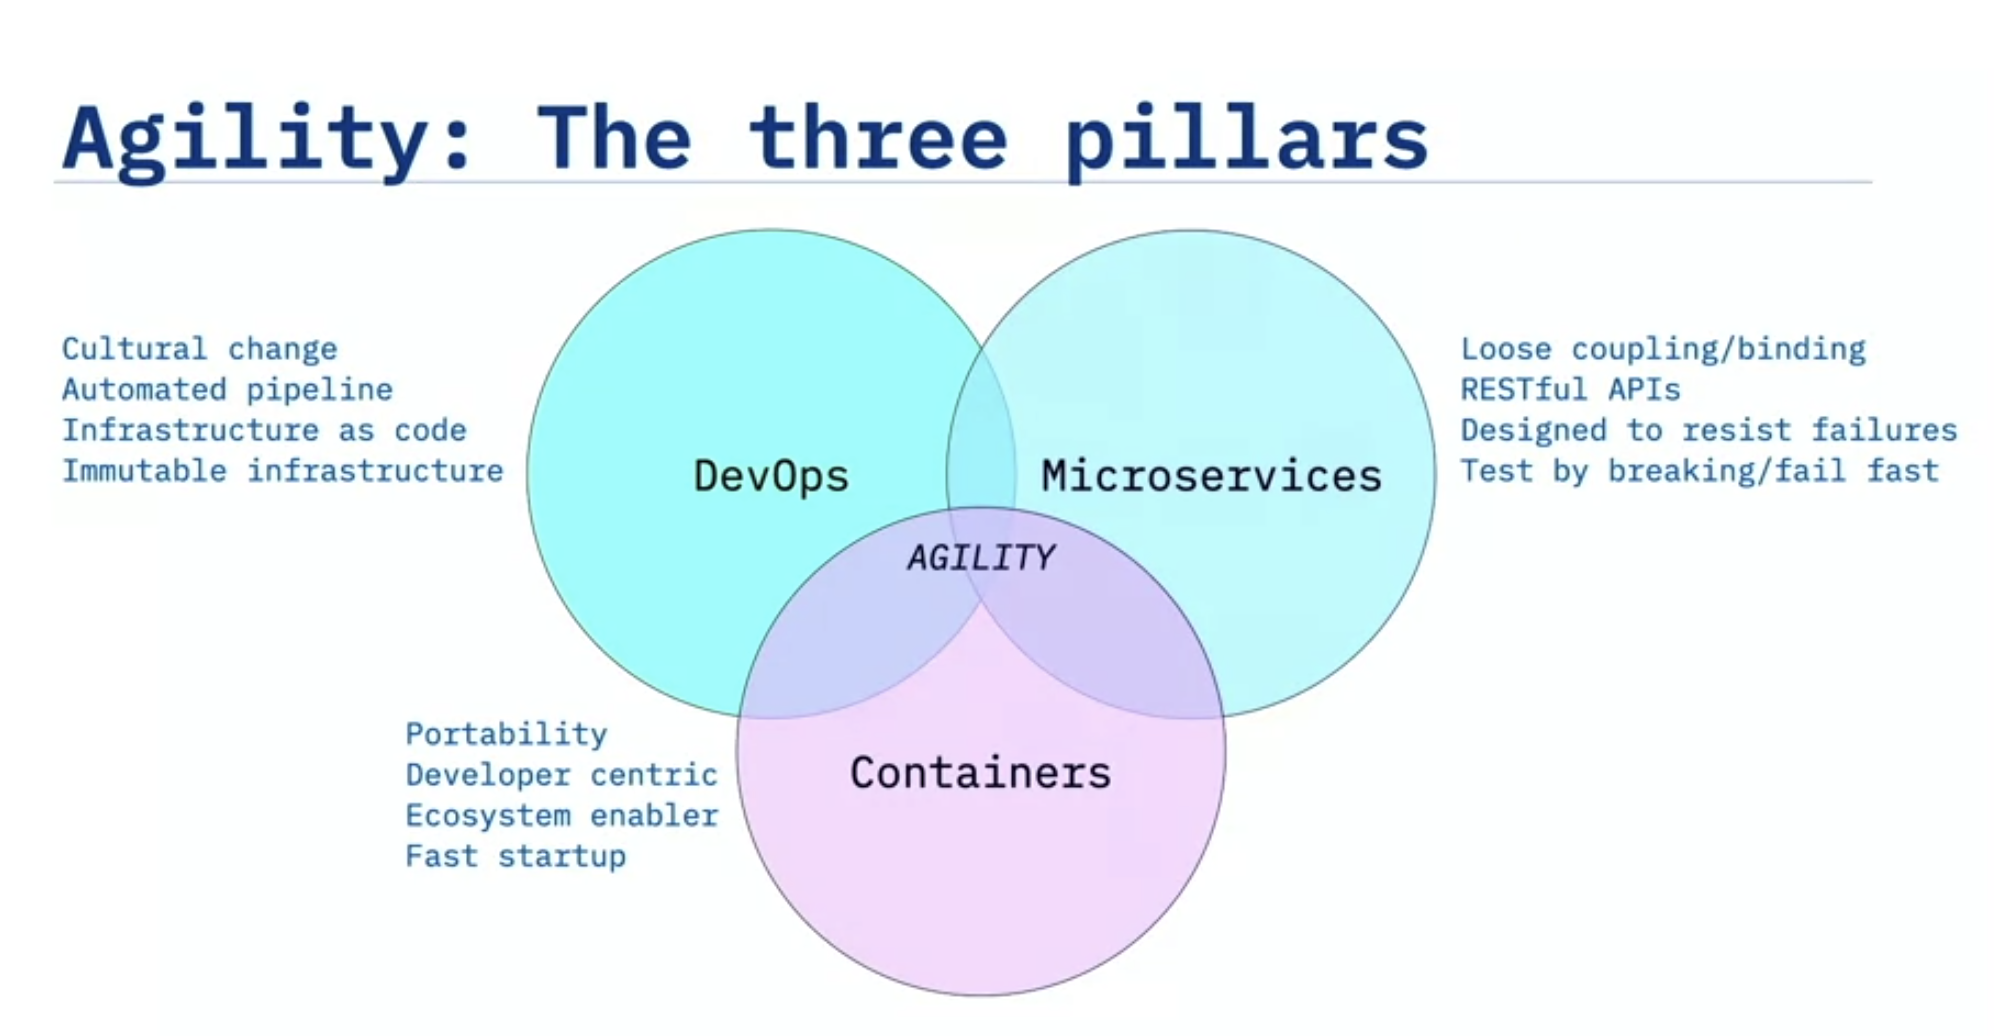 Agility: The three pillars
Cultural change
Automated pipeline
Infrastructure as code
Immutable infrastructure
DevOps
Microservices
Loose coupling/binding
RESTful APIs
Designed to resist failures
Test by breaking/fail fast
AGILITY
Portability
Developer centric
Ecosystem enabler
Fast startup
Containers